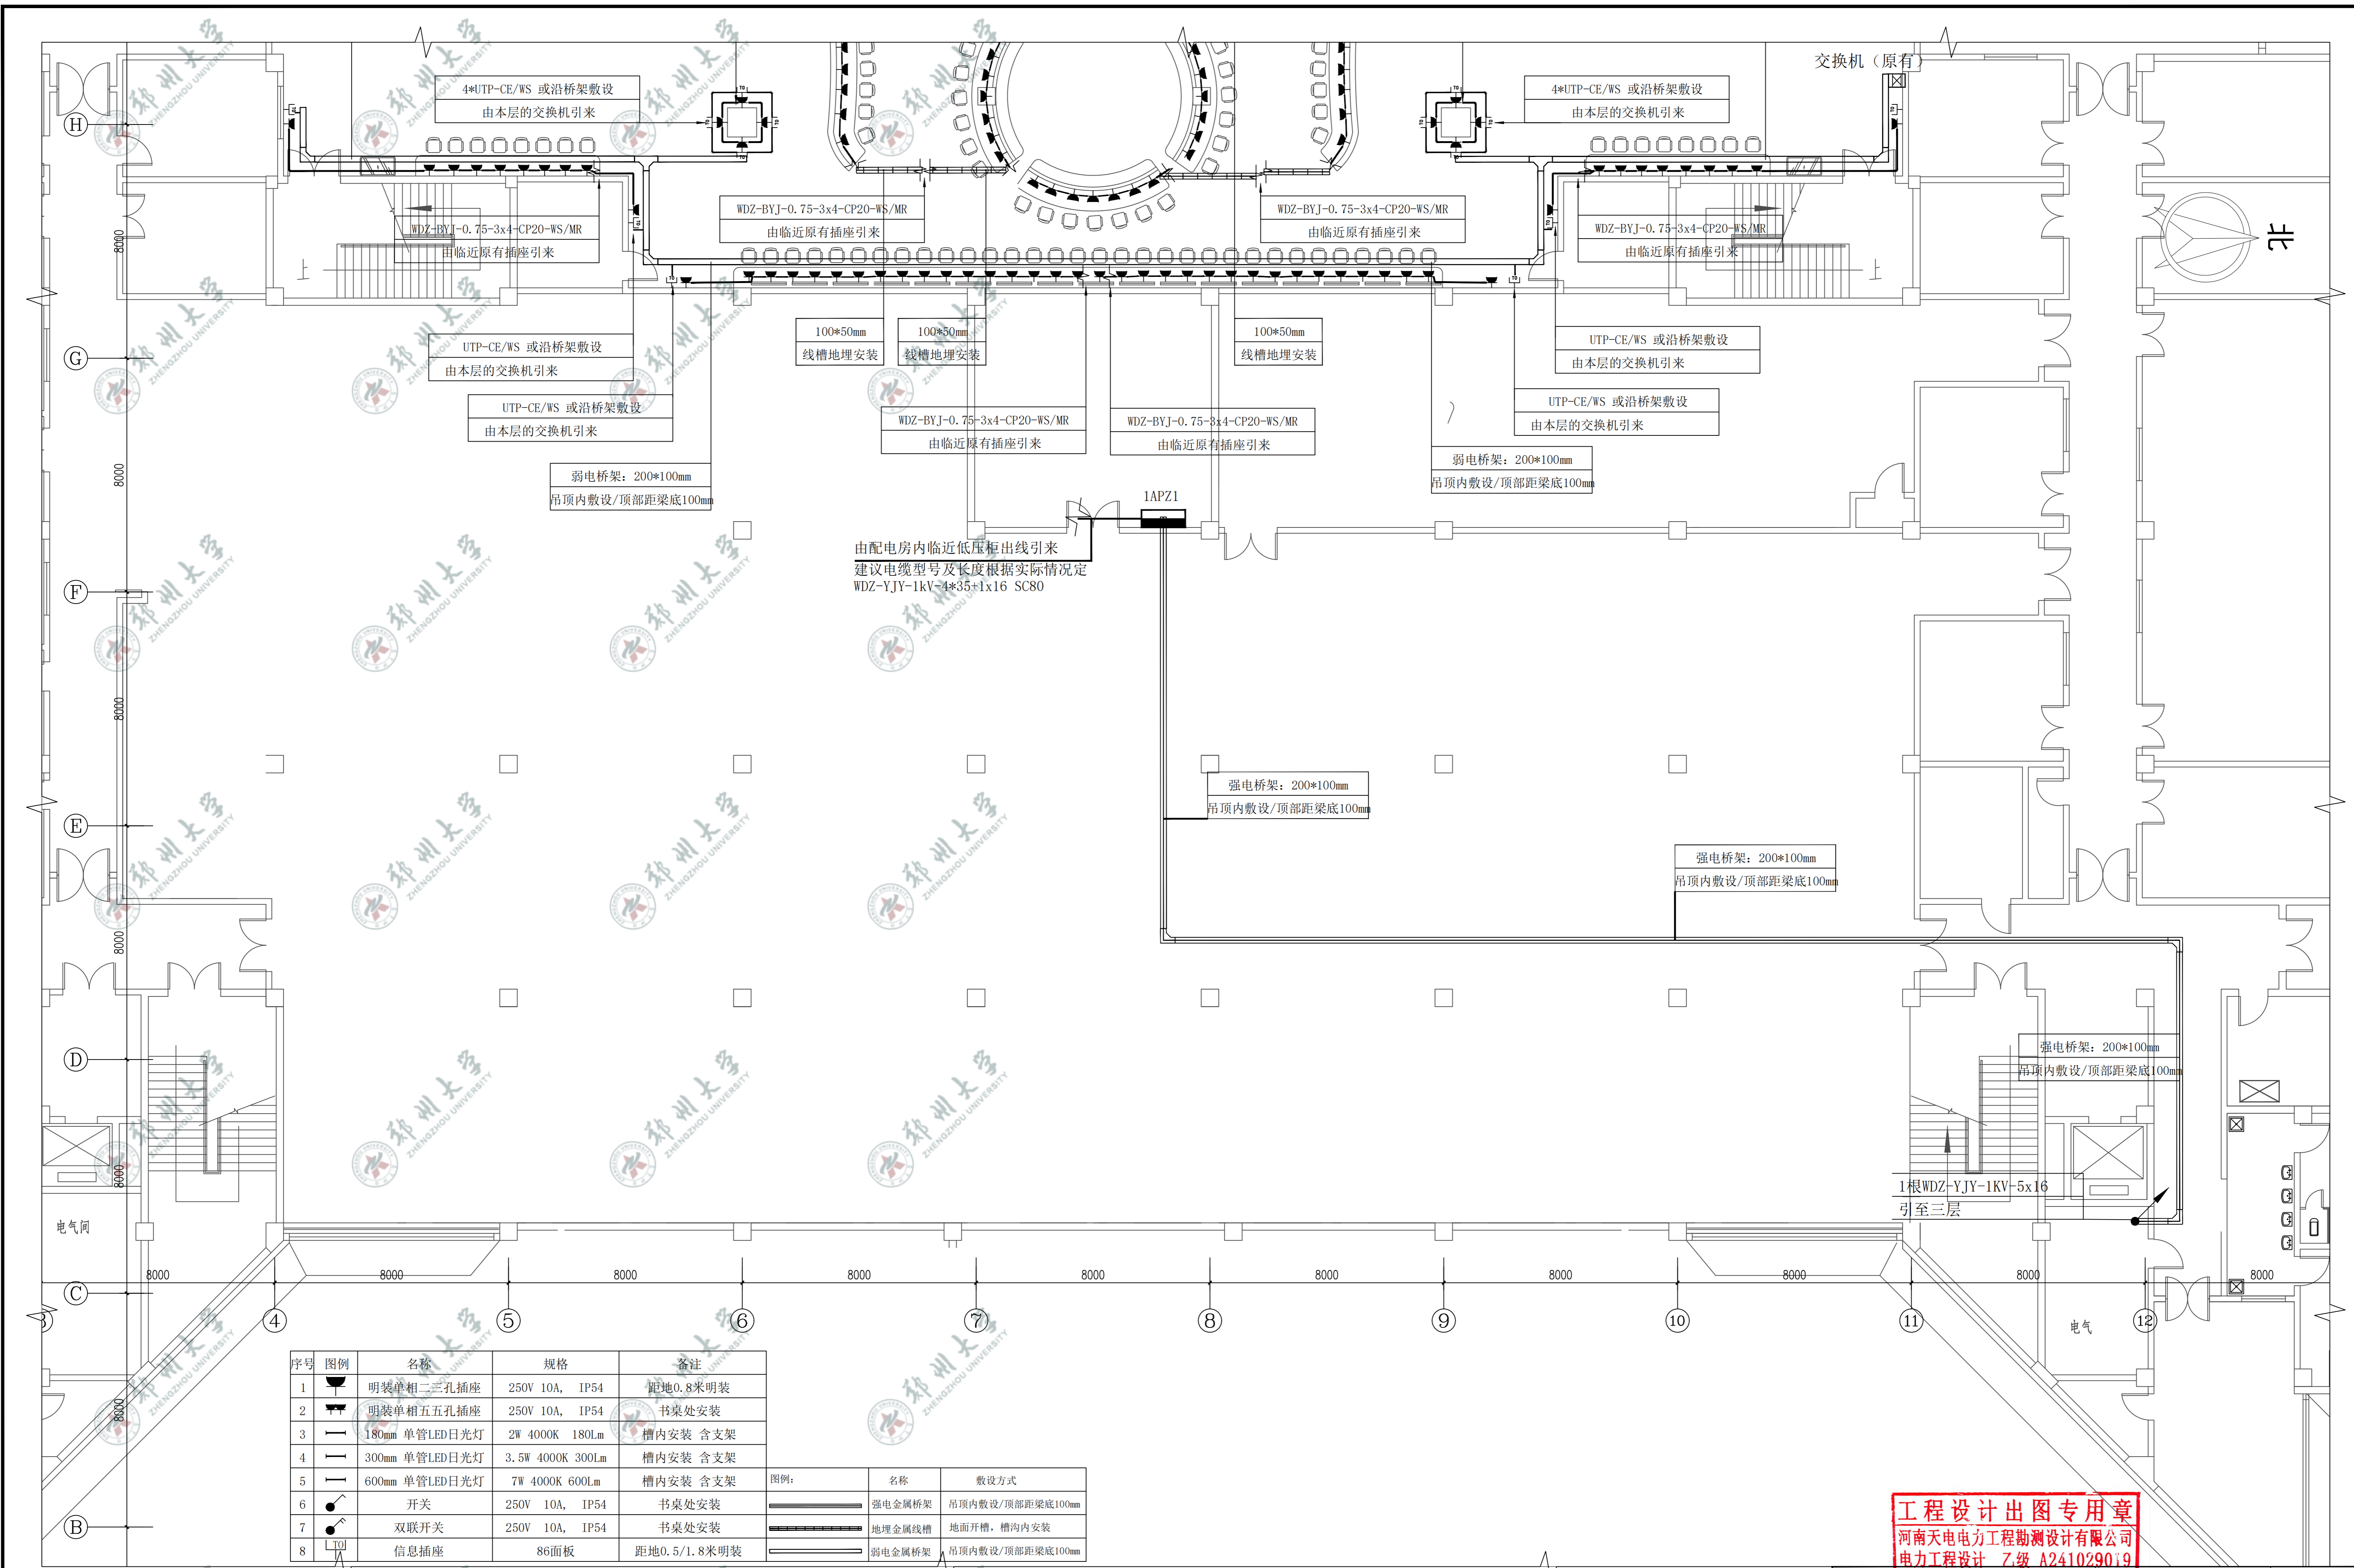 交换机（原有）
4*UTP-CE/WS 或沿桥架敷设
由本层的交换机引来
4*UTP-CE/WS 或沿桥架敷设
由本层的交换机引来
H
WDZ-BYJ-0.75-3x4-CP20-WS/MR
由临近原有插座引来
WDZ-BYJ-0.75-3x4-CP20-WS/MR
由临近原有插座引来
WDZ-BYJ-0.75-3x4-CP20-WS/MR
由临近原有插座引来
WDZ-BYJ-0.75-3x4-CP20-WS/MR
由临近原有插座引来
上
上
北
8000
100*50mm
线槽地埋安装
100*50mm
线槽地埋安装
100*50mm
线槽地埋安装
G
UTP-CE/WS 或沿桥架敷设
由本层的交换机引来
UTP-CE/WS 或沿桥架敷设
由本层的交换机引来
UTP-CE/WS 或沿桥架敷设
由本层的交换机引来
UTP-CE/WS 或沿桥架敷设
由本层的交换机引来
WDZ-BYJ-0.75-3x4-CP20-WS/MR
由临近原有插座引来
WDZ-BYJ-0.75-3x4-CP20-WS/MR
由临近原有插座引来
8000
弱电桥架：200*100mm
吊顶内敷设/顶部距梁底100mm
弱电桥架：200*100mm
吊顶内敷设/顶部距梁底100mm
1APZ1
由配电房内临近低压柜出线引来
建议电缆型号及长度根据实际情况定
WDZ-YJY-1kV-4*35+1x16 SC80
F
8000
强电桥架：200*100mm
吊顶内敷设/顶部距梁底100mm
E
强电桥架：200*100mm
吊顶内敷设/顶部距梁底100mm
8000
D
强电桥架：200*100mm
吊顶内敷设/顶部距梁底100mm
8000
1根WDZ-YJY-1KV-5x16
引至三层
电气间
C
8000 8000 8000 8000 8000 8000 8000 8000 8000 8000
4 5 6 7 8 9 10 11 12
电气
8000
B
序号 图例 名称 规格 备注
1 明装单相二三孔插座 250V 10A, IP54 距地0.8米明装
2 明装单相五五孔插座 250V 10A, IP54 书桌处安装
3 180mm 单管LED日光灯 2W 4000K 180Lm 槽内安装 含支架
4 300mm 单管LED日光灯 3.5W 4000K 300Lm 槽内安装 含支架
5 600mm 单管LED日光灯 7W 4000K 600Lm 槽内安装 含支架
6 开关 250V 10A, IP54 书桌处安装
7 双联开关 250V 10A, IP54 书桌处安装
8 TO 信息插座 86面板 距地0.5/1.8米明装
图例: 名称 敷设方式
强电金属桥架 吊顶内敷设/顶部距梁底100mm
地埋金属线槽 地面开槽，槽沟内安装
弱电金属桥架 吊顶内敷设/顶部距梁底100mm
工程设计出图专用章
河南天电电力工程勘测设计有限公司
电力工程设计 乙级 A241029019
郑州大学
ZHENGZHOU UNIVERSITY